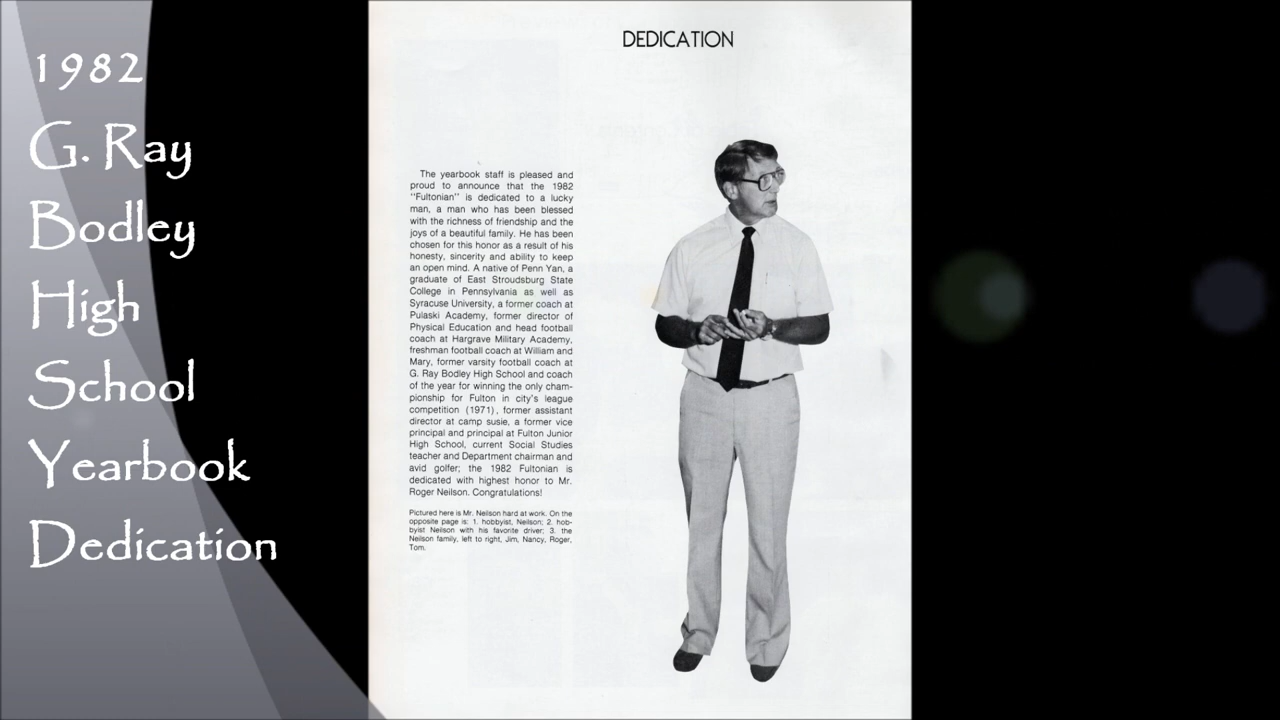 1982
G. Ray
Bodley
High
School
Yearbook
Dedication
DEDICATION
The yearbook staff is pleased and
proud to announce that the 1982
"Fultonian" is dedicated to a lucky
man, a man who has been blessed
with the richness of friendship and the
joys of a beautiful family. He has been
chosen for this honor as a result of his
honesty, sincerity and ability to keep
an open mind. A native of Penn Yan, a
graduate of East Stroudsburg State
College in Pennsylvania as well as
Syracuse University, a former coach at
Pulaski Academy, former director of
Physical Education and head football
coach at Hargrave Military Academy,
freshman football coach at William and
Mary, former varsity football coach at
G. Ray Bodley High School and coach
of the year for winning the only cham-
pionship for Fulton in city's league
competition (1971), former assistant
director at camp susie, a former vice
principal and principal at Fulton Junior
High School, current Social Studies
teacher and Department chairman and
avid golfer; the 1982 Fultonian is
dedicated with highest honor to Mr.
Roger Neilson. Congratulations!
Pictured here is Mr. Neilson hard at work. On the
opposite page is: 1. hobbyist, Neilson; 2. hob-
byist Neilson with his favorite driver; 3. the
Neilson family, left to right, Jim, Nancy, Roger,
Tom.